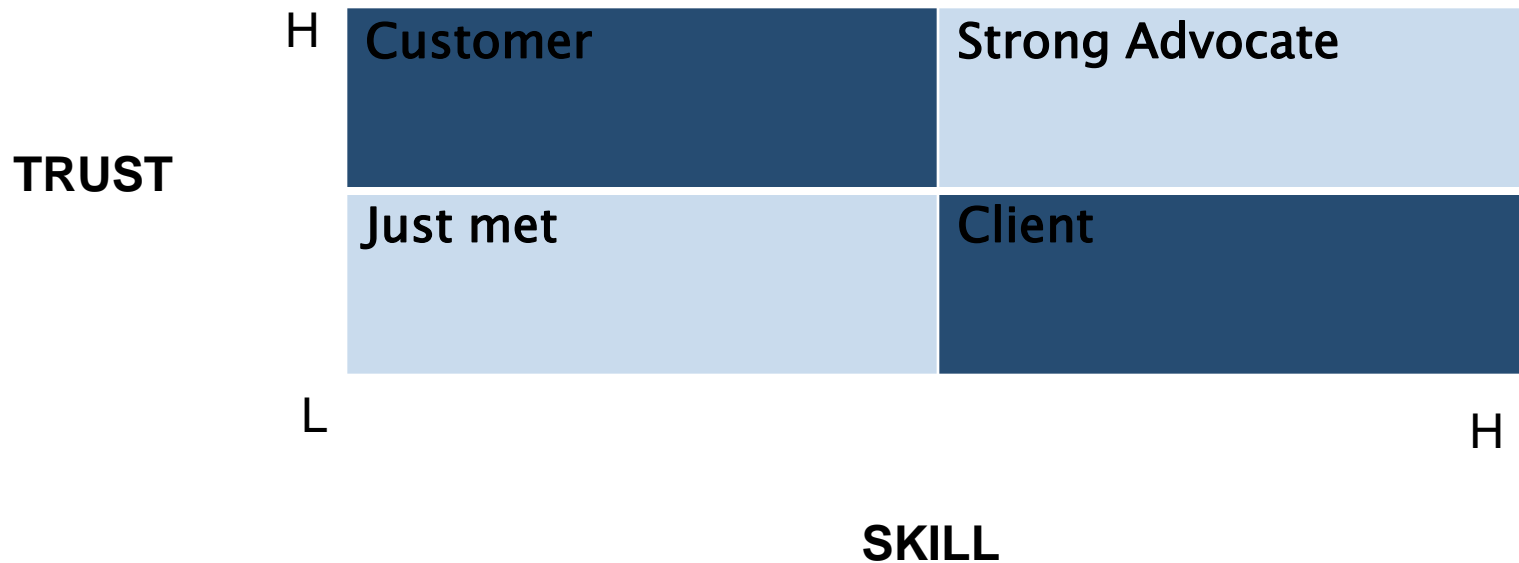 H
Customer
Strong Advocate
TRUST
Just met
Client
L
H
SKILL